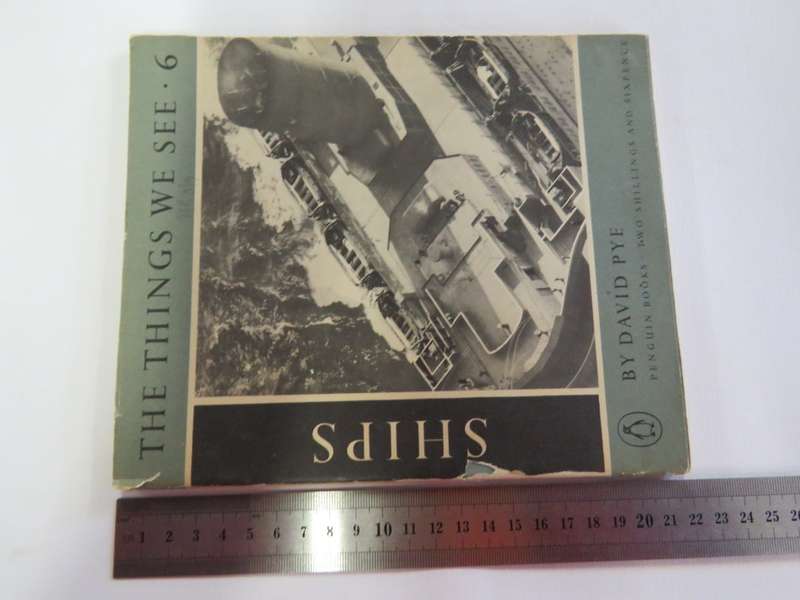 THE THINGS WE SEE · 6
SHIPS
BY DAVID PYE
PENGUIN BOOKS TWO SHILLINGS AND SIXPENCE
1 2 3 4 5 6 7 8 9 10 11 12 13 14 15 16 17 18 19 20 21 22 23 24 25 26